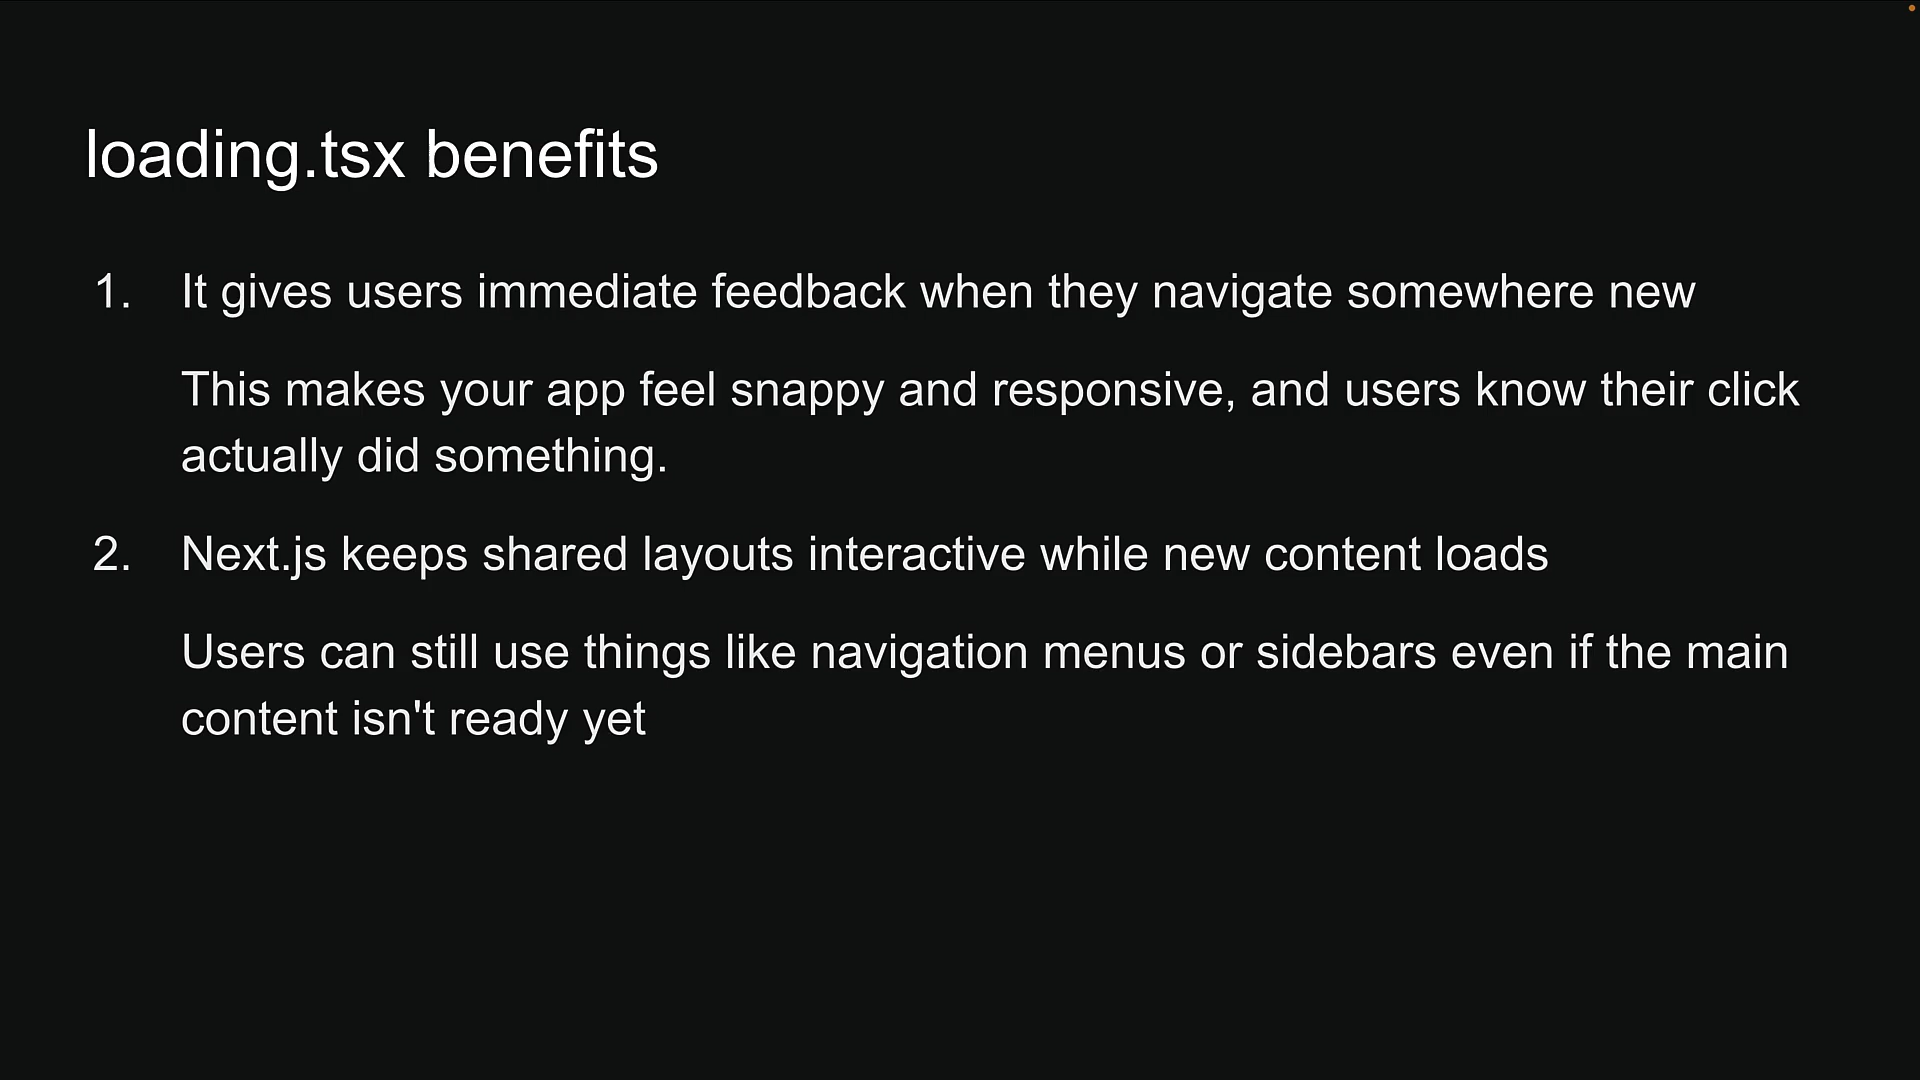 loading.tsx benefits
1. It gives users immediate feedback when they navigate somewhere new
This makes your app feel snappy and responsive, and users know their click
actually did something.
2. Next.js keeps shared layouts interactive while new content loads
Users can still use things like navigation menus or sidebars even if the main
content isn't ready yet